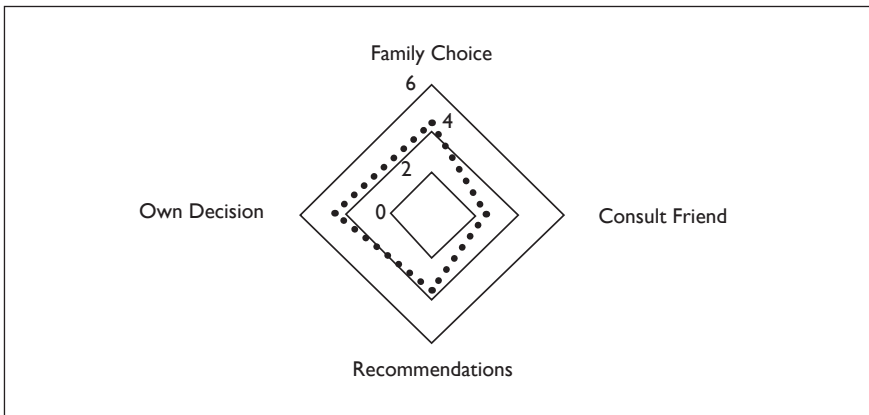 Family Choice
6
4
2
Own Decision
0
Consult Friend
Recommendations